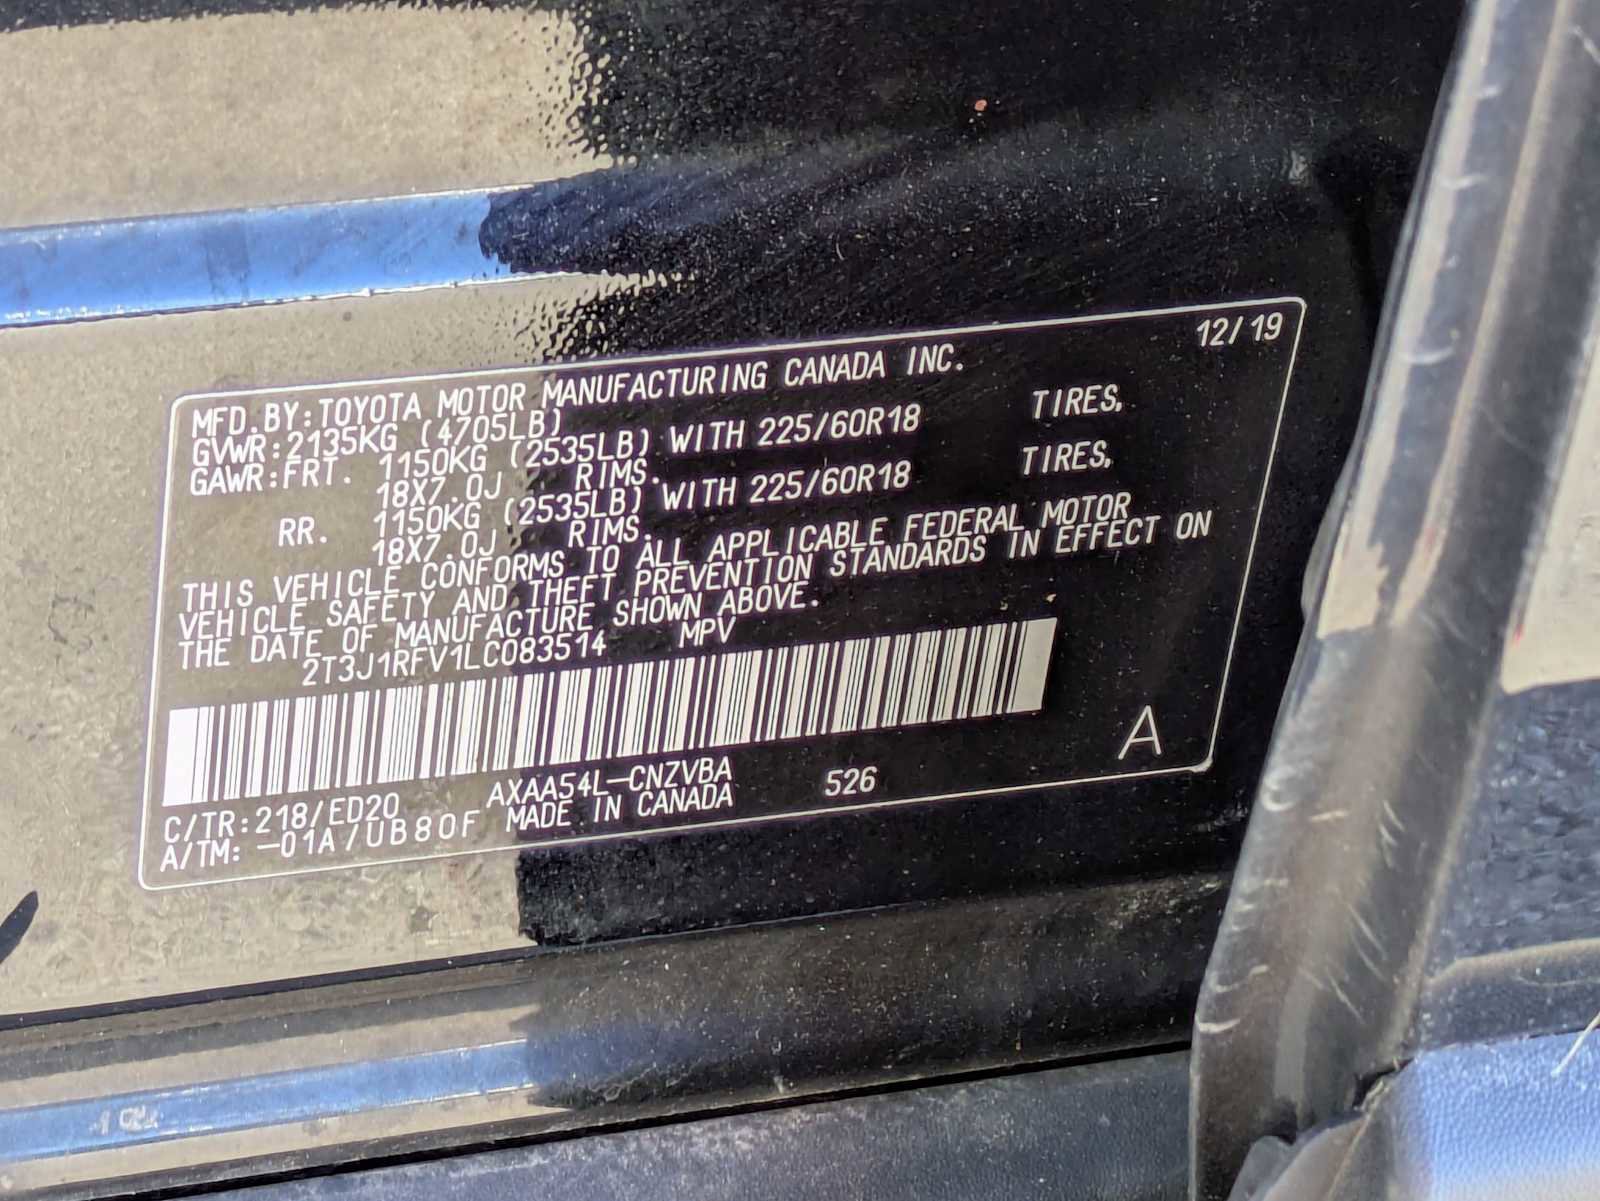 12/19
MFD.BY:TOYOTA MOTOR MANUFACTURING CANADA INC.
GVWR:2135KG (4705LB)
GAWR:FRT. 1150KG (2535LB) WITH 225/60R18 TIRES,
18X7.0J RIMS.
RR. 1150KG (2535LB) WITH 225/60R18 TIRES,
18X7.0J RIMS.
THIS VEHICLE CONFORMS TO ALL APPLICABLE FEDERAL MOTOR
VEHICLE SAFETY AND THEFT PREVENTION STANDARDS IN EFFECT ON
THE DATE OF MANUFACTURE SHOWN ABOVE.
2T3J1RFV1LC083514 MPV
A
C/TR:218/ED20 AXAA54L-CNZVBA 526
A/TM: -01A/UB80F MADE IN CANADA